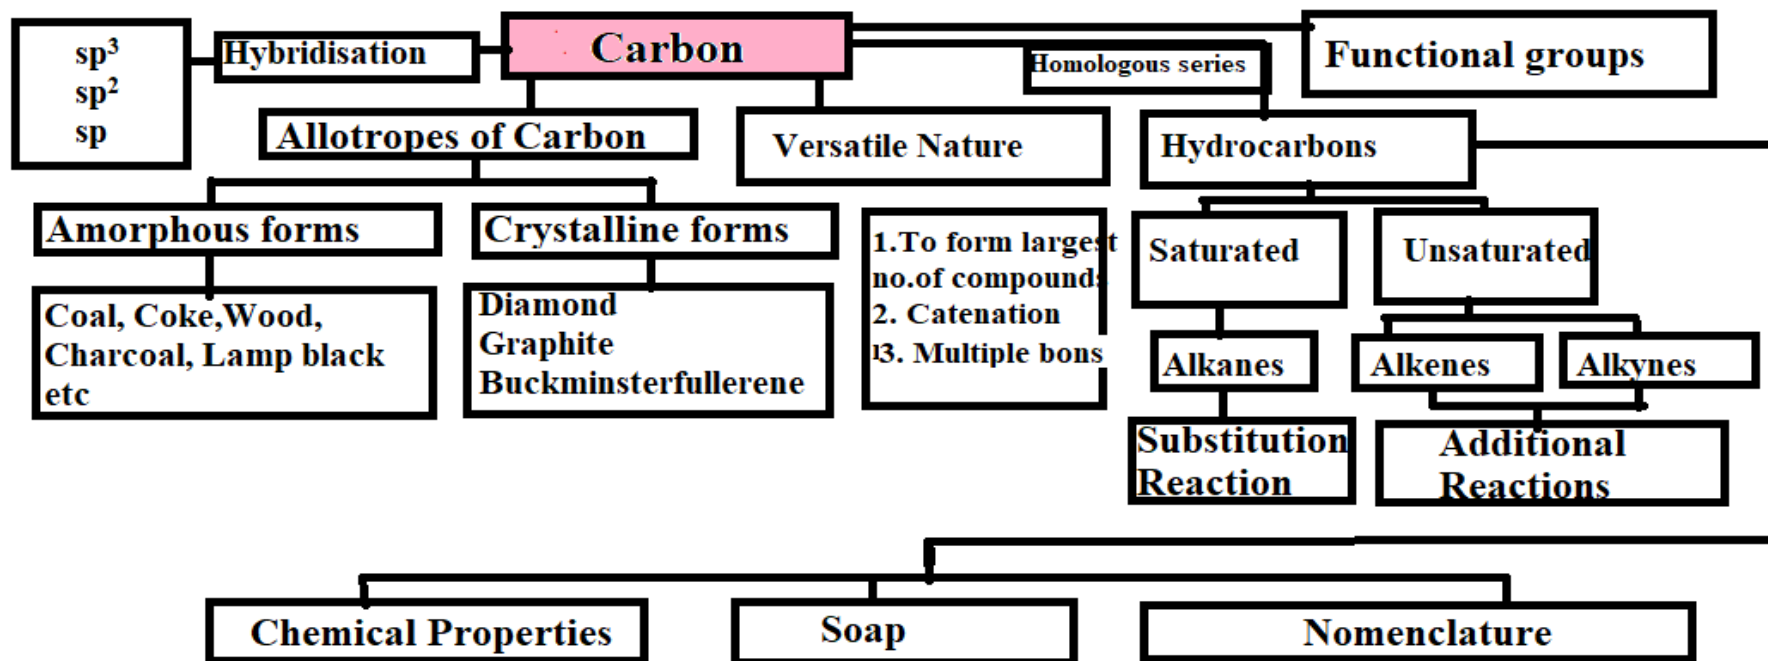 sp³
sp²
sp
Hybridisation
Carbon
Homologous series
Functional groups
Allotropes of Carbon
Versatile Nature
Hydrocarbons
Amorphous forms
Crystalline forms
1.To form largest
no.of compounds
2. Catenation
3. Multiple bons
Saturated
Unsaturated
Coal, Coke,Wood,
Charcoal, Lamp black
etc
Diamond
Graphite
Buckminsterfullerene
Alkanes
Alkenes
Alkynes
Substitution
Reaction
Additional
Reactions
Chemical Properties
Soap
Nomenclature